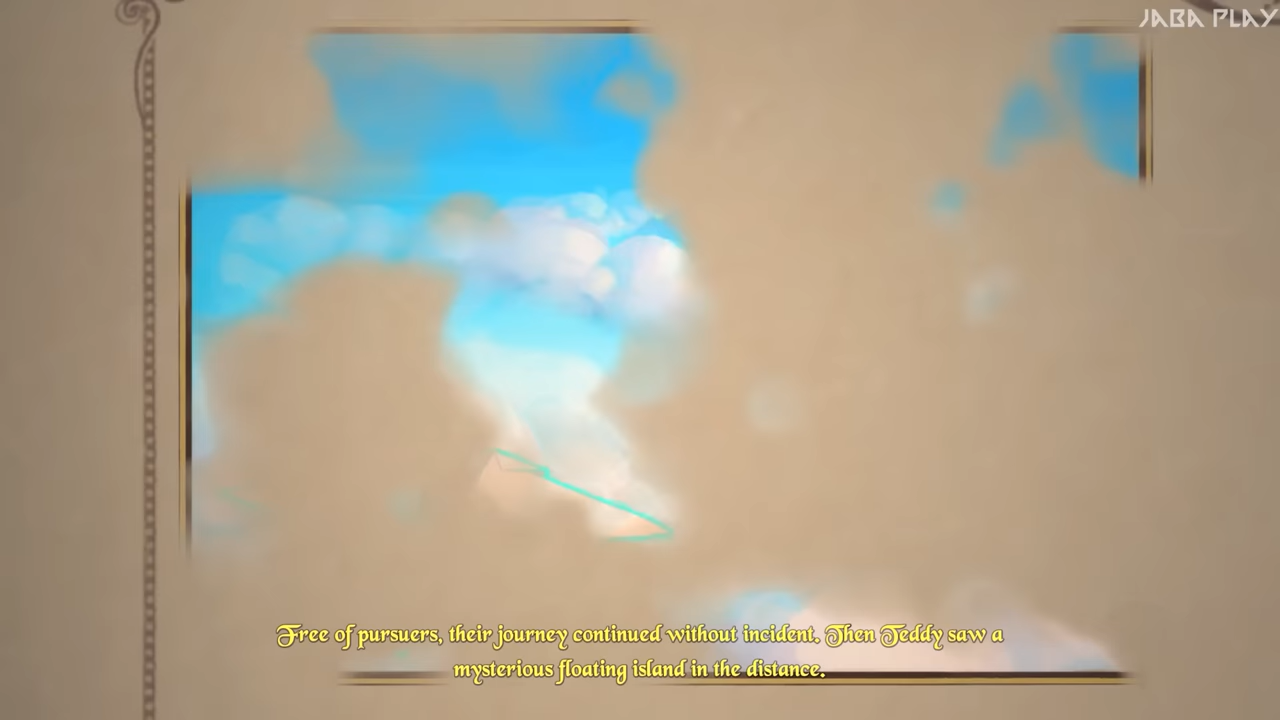 JABA PLAY
Free of pursuers, their journey continued without incident. Then Teddy saw a
mysterious floating island in the distance.